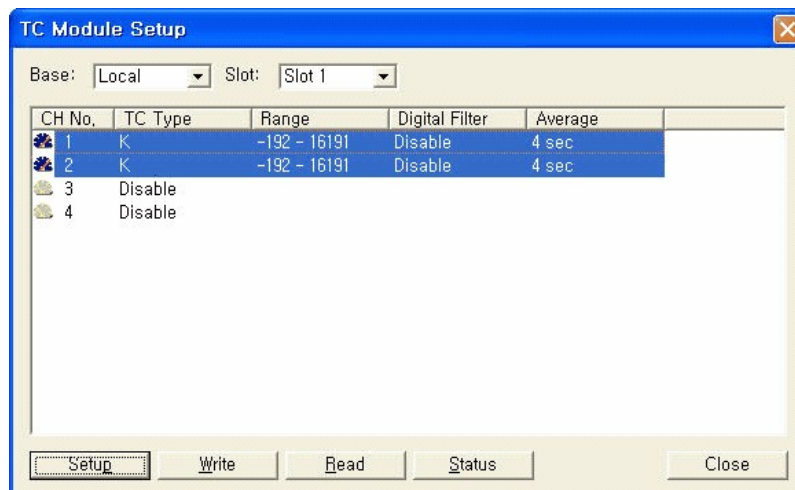 TC Module Setup
Base: Local Slot: Slot 1
CH No. TC Type Range Digital Filter Average
1 K -192 - 16191 Disable 4 sec
2 K -192 - 16191 Disable 4 sec
3 Disable
4 Disable
Setup Write Read Status Close